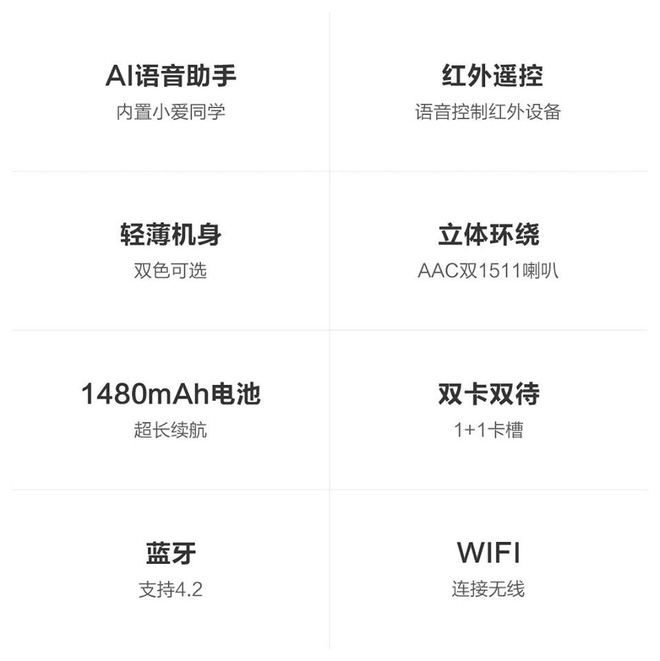 AI语音助手
内置小爱同学
红外遥控
语音控制红外设备
轻薄机身
双色可选
立体环绕
AAC双1511喇叭
1480mAh电池
超长续航
双卡双待
1+1卡槽
蓝牙
支持4.2
WIFI
连接无线